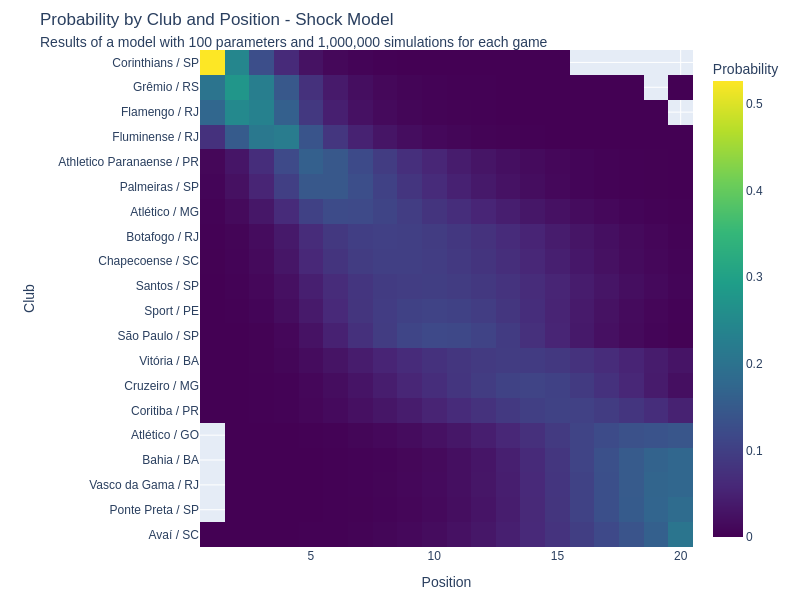 Probability by Club and Position - Shock Model
Results of a model with 100 parameters and 1,000,000 simulations for each game
Probability
Corinthians / SP
Grêmio / RS
Flamengo / RJ
Fluminense / RJ
Athletico Paranaense / PR
Palmeiras / SP
Atlético / MG
Botafogo / RJ
Chapecoense / SC
Santos / SP
Sport / PE
São Paulo / SP
Vitória / BA
Cruzeiro / MG
Coritiba / PR
Atlético / GO
Bahia / BA
Vasco da Gama / RJ
Ponte Preta / SP
Avaí / SC
Club
5
10
15
20
Position
0.5
0.4
0.3
0.2
0.1
0